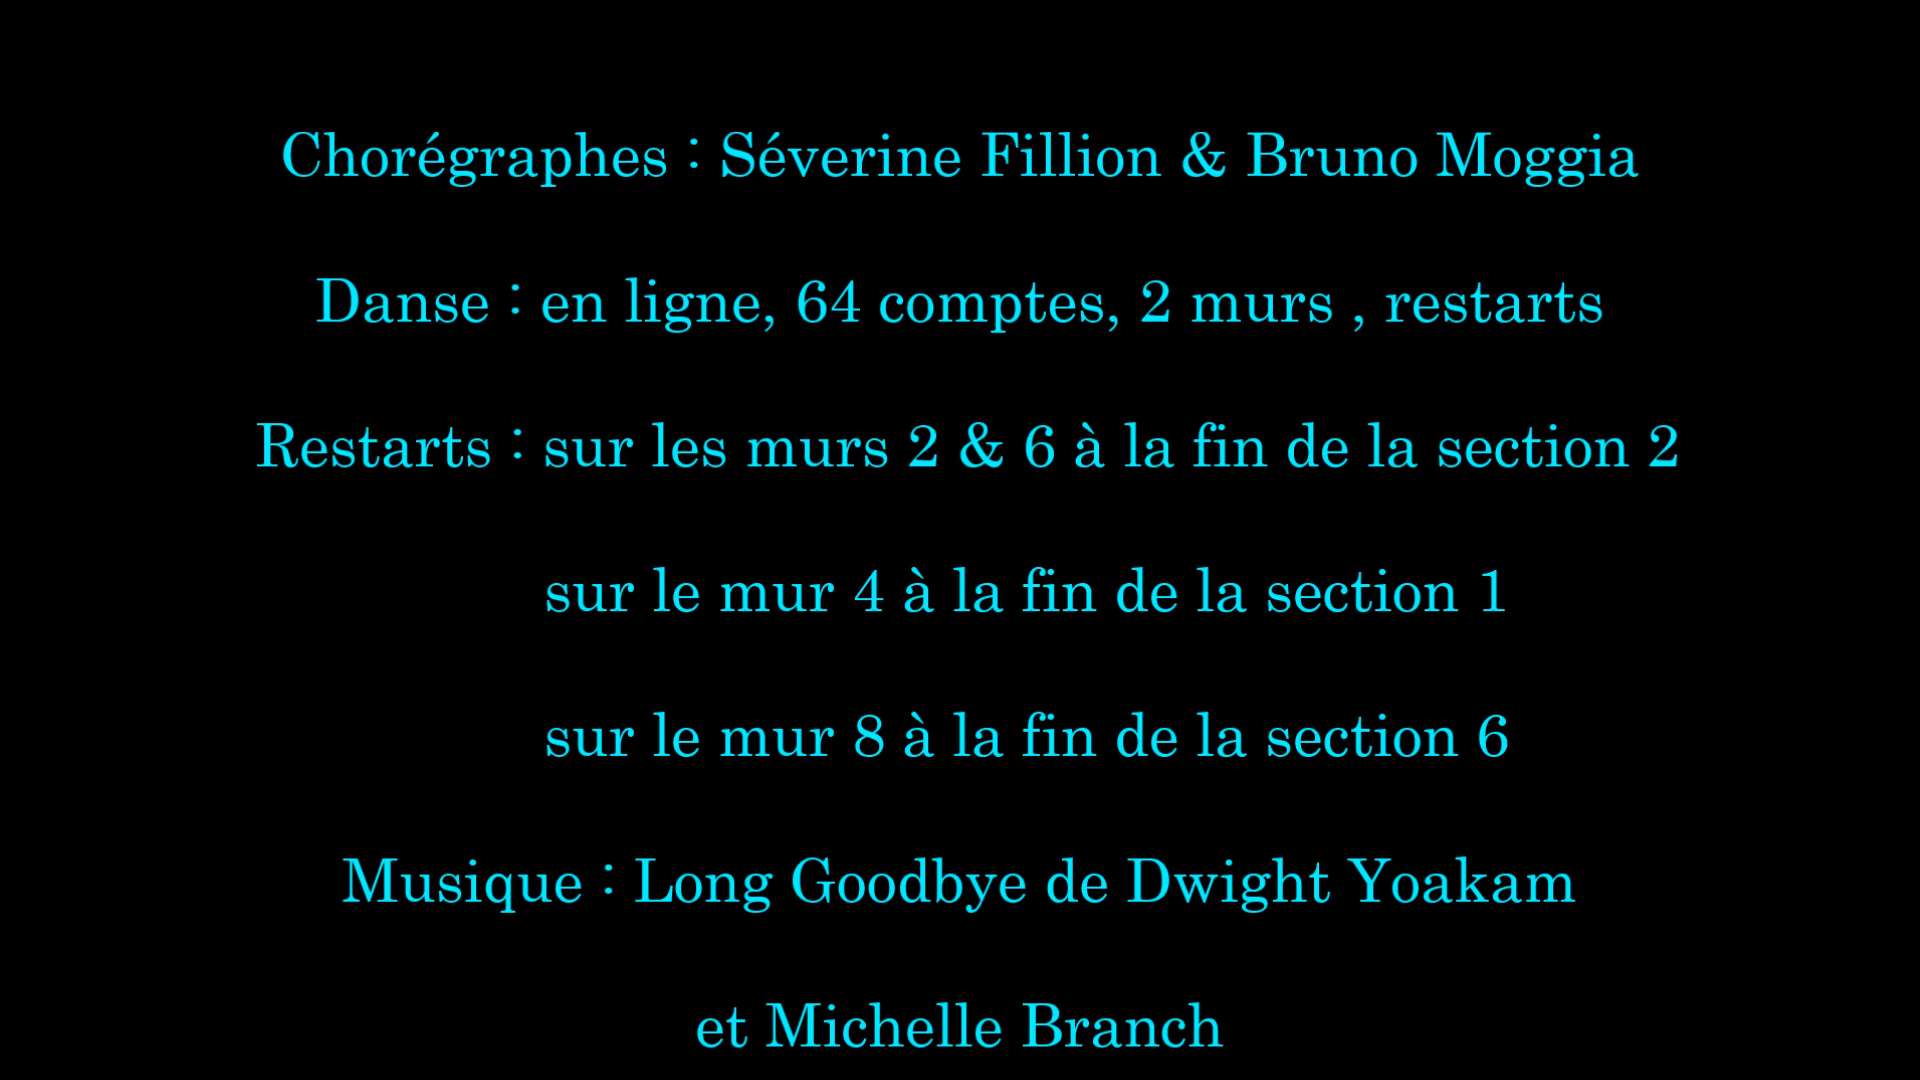 Chorégraphes : Séverine Fillion & Bruno Moggia
Danse : en ligne, 64 comptes, 2 murs , restarts
Restarts : sur les murs 2 & 6 à la fin de la section 2
sur le mur 4 à la fin de la section 1
sur le mur 8 à la fin de la section 6
Musique : Long Goodbye de Dwight Yoakam
et Michelle Branch